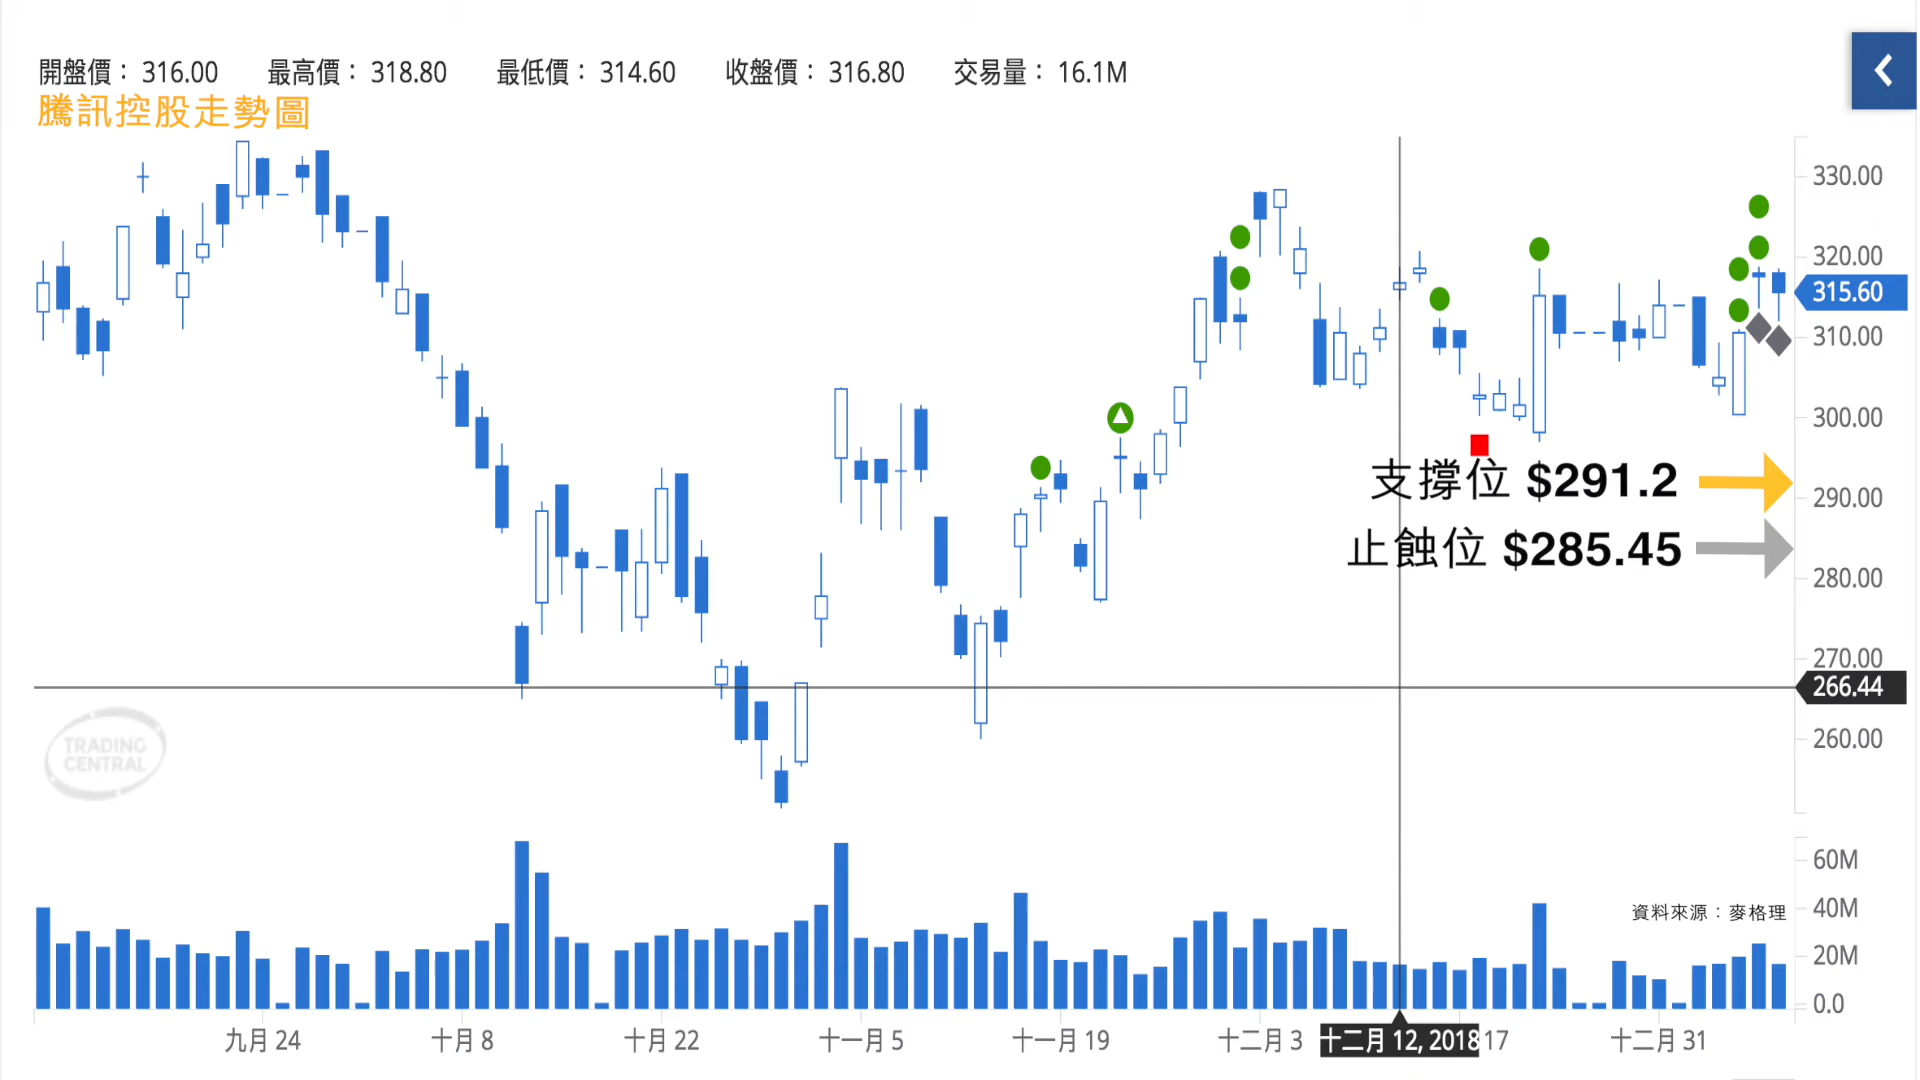 開盤價： 316.00 最高價： 318.80 最低價： 314.60 收盤價： 316.80 交易量： 16.1M
騰訊控股走勢圖
330.00
320.00
315.60
310.00
300.00
支撐位 $291.2
290.00
止蝕位 $285.45
280.00
270.00
266.44
260.00
TRADING
CENTRAL
60M
資料來源：麥格理
40M
20M
0.0
九月 24 十月 8 十月 22 十一月 5 十一月 19 十二月 3 十二月 12, 2018 17 十二月 31